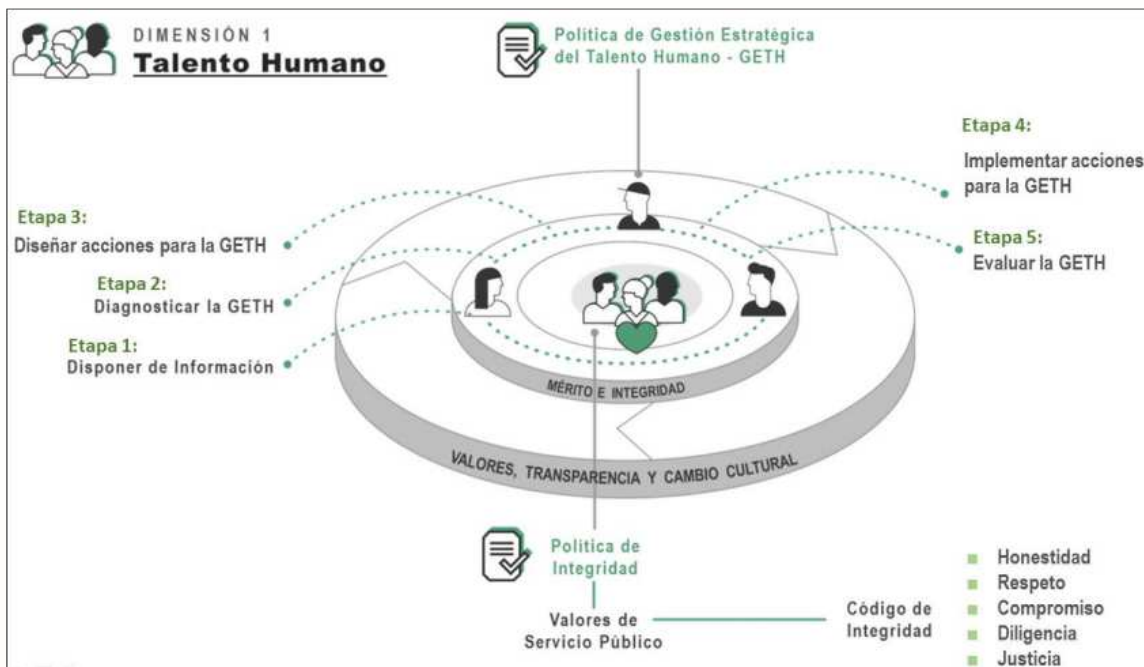 DIMENSIÓN 1
Talento Humano
Política de Gestión Estratégica
del Talento Humano - GETH
Etapa 4:
Implementar acciones
para la GETH
Etapa 3:
Diseñar acciones para la GETH
Etapa 5:
Evaluar la GETH
Etapa 2:
Diagnosticar la GETH
Etapa 1:
Disponer de Información
MÉRITO E INTEGRIDAD
VALORES, TRANSPARENCIA Y CAMBIO CULTURAL
Política de
Integridad
Valores de
Servicio Público
Código de
Integridad
Honestidad
Respeto
Compromiso
Diligencia
Justicia